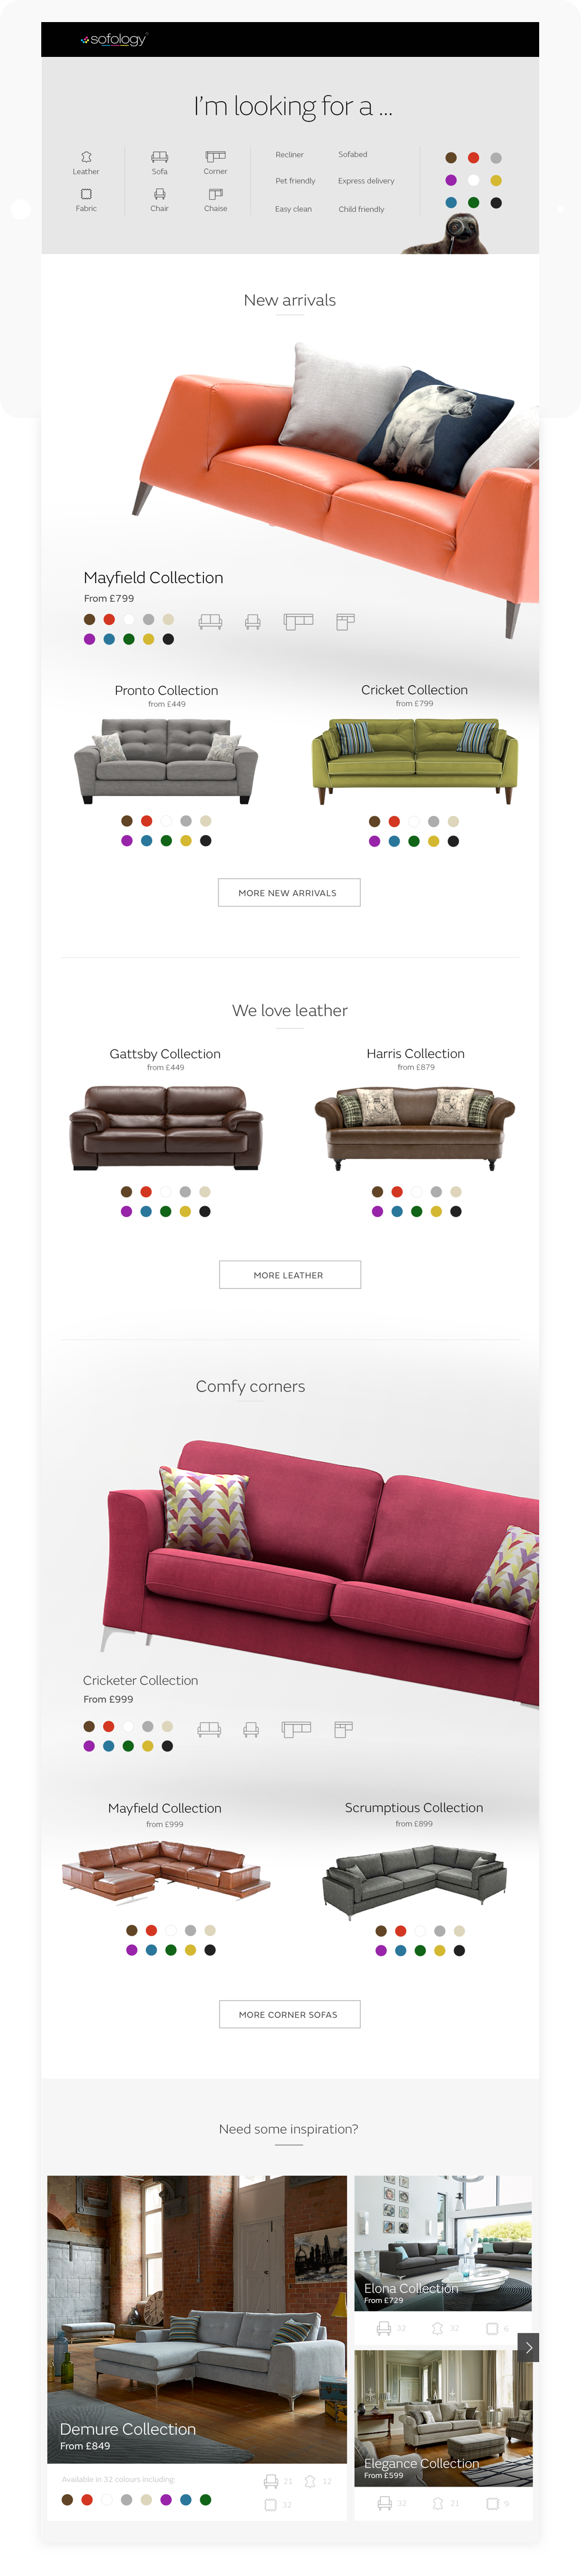 sofology
I'm looking for a ...
Leather
Sofa
Corner
Fabric
Chair
Chaise
Recliner
Sofabed
Pet friendly
Express delivery
Easy clean
Child friendly
New arrivals
Mayfield Collection
From £799
Pronto Collection
from £449
Cricket Collection
from £799
MORE NEW ARRIVALS
We love leather
Gattsby Collection
from £449
Harris Collection
from £879
MORE LEATHER
Comfy corners
Cricketer Collection
From £999
Mayfield Collection
from £999
Scrumptious Collection
from £899
MORE CORNER SOFAS
Need some inspiration?
Demure Collection
From £849
Available in 32 colours including:
21
12
32
Elona Collection
From £729
32
32
6
Elegance Collection
From £599
32
21
9